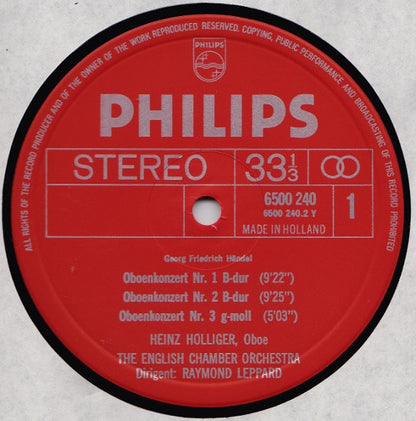 ALL RIGHTS OF THE RECORD PRODUCER AND OF THE OWNER OF THE WORK REPRODUCED RESERVED. COPYING, PUBLIC PERFORMANCE AND BROADCASTING OF THIS RECORD PROHIBITED
PHILIPS
PHILIPS
STEREO 33 1/3
6500 240
6500 240.2 Y
1
MADE IN HOLLAND
Georg Friedrich Händel
Oboenkonzert Nr. 1 B-dur (9'22")
Oboenkonzert Nr. 2 B-dur (9'25")
Oboenkonzert Nr. 3 g-moll (5'03")
HEINZ HOLLIGER, Oboe
THE ENGLISH CHAMBER ORCHESTRA
Dirigent: RAYMOND LEPPARD